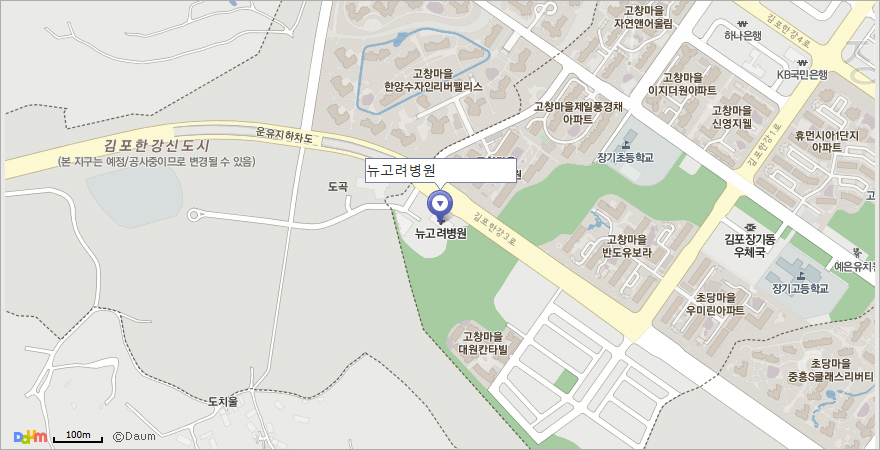 고창마을
자연앤어울림
김포한강4로
하나은행
KB국민은행
고창마을
한양수자인리버팰리스
고창마을
이지더원아파트
고창마을제일풍경채
아파트
고창마을
신영지웰
김포한강1로
휴먼시아1단지
아파트
운유지하차도
김포한강신도시
(본 지구는 예정/공사중이므로 변경될 수 있음)
장기초등학교
뉴고려병원
도곡
뉴고려병원
김포한강3로
고창마을
반도유보라
김포장기동
우체국
예은유치원
장기고등학교
초당마을
우미린아파트
고창마을
대원칸타빌
초당마을
중흥S클래스리버티
도치울
Daum
100m
©Daum